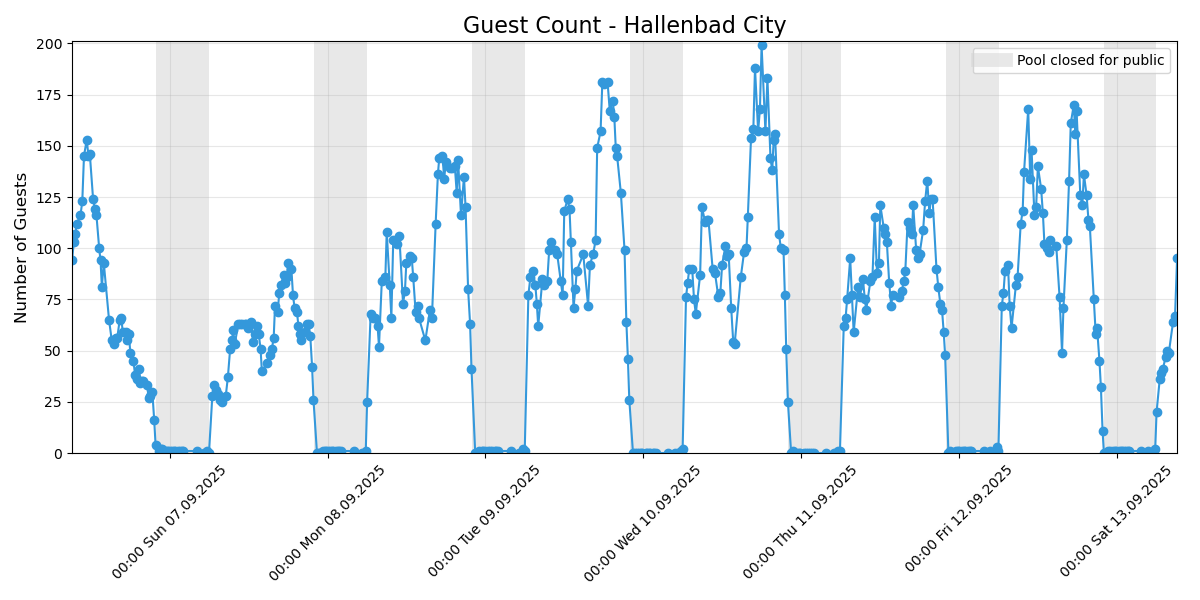 Guest Count - Hallenbad City
Number of Guests
200
175
150
125
100
75
50
25
0
Pool closed for public
00:00 Sun 07.09.2025
00:00 Mon 08.09.2025
00:00 Tue 09.09.2025
00:00 Wed 10.09.2025
00:00 Thu 11.09.2025
00:00 Fri 12.09.2025
00:00 Sat 13.09.2025